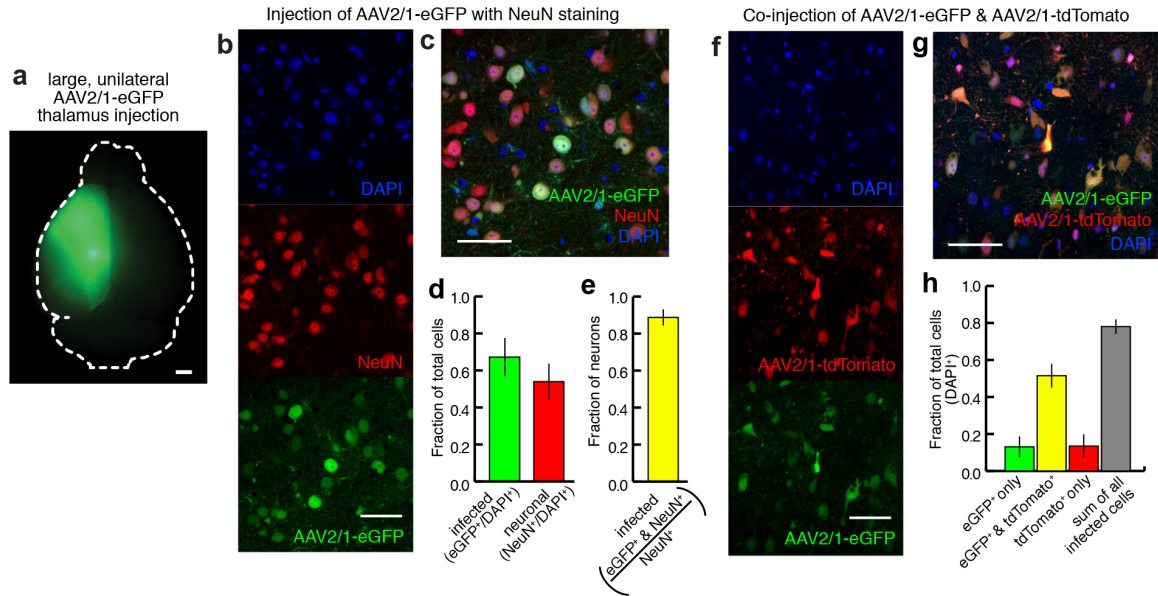 Injection of AAV2/1-eGFP with NeuN staining
Co-injection of AAV2/1-eGFP & AAV2/1-tdTomato
a
large, unilateral
AAV2/1-eGFP
thalamus injection
b
DAPI
NeuN
AAV2/1-eGFP
c
AAV2/1-eGFP
NeuN
DAPI
d
Fraction of total cells
1.0
0.8
0.6
0.4
0.2
0.0
infected
(eGFP⁺/DAPI⁺)
neuronal
(NeuN⁺/DAPI⁺)
e
Fraction of neurons
1.0
0.8
0.6
0.4
0.2
0.0
infected
(eGFP⁺ & NeuN⁺
NeuN⁺)
f
DAPI
AAV2/1-tdTomato
AAV2/1-eGFP
g
AAV2/1-eGFP
AAV2/1-tdTomato
DAPI
h
Fraction of total cells
(DAPI⁺)
1.0
0.8
0.6
0.4
0.2
0.0
eGFP⁺ only
eGFP⁺ & tdTomato⁺
tdTomato⁺ only
sum of all
infected cells